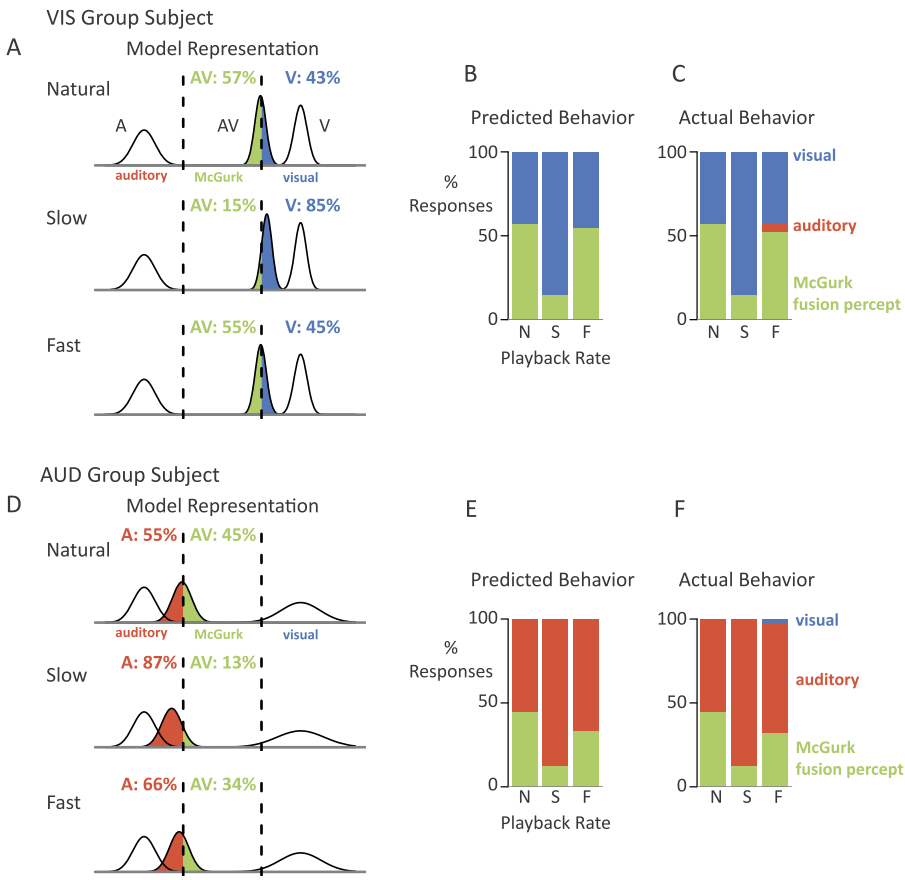 VIS Group Subject
A
Model Representation
Natural
AV: 57%
V: 43%
A
AV
V
auditory
McGurk
visual
Slow
AV: 15%
V: 85%
Fast
AV: 55%
V: 45%
B
Predicted Behavior
%
Responses
100
50
0
N S F
Playback Rate
C
Actual Behavior
100
50
0
visual
auditory
McGurk
fusion percept
N S F
AUD Group Subject
D
Model Representation
Natural
A: 55%
AV: 45%
auditory
McGurk
visual
Slow
A: 87%
AV: 13%
Fast
A: 66%
AV: 34%
E
Predicted Behavior
%
Responses
100
50
0
N S F
Playback Rate
F
Actual Behavior
100
50
0
visual
auditory
McGurk
fusion percept
N S F